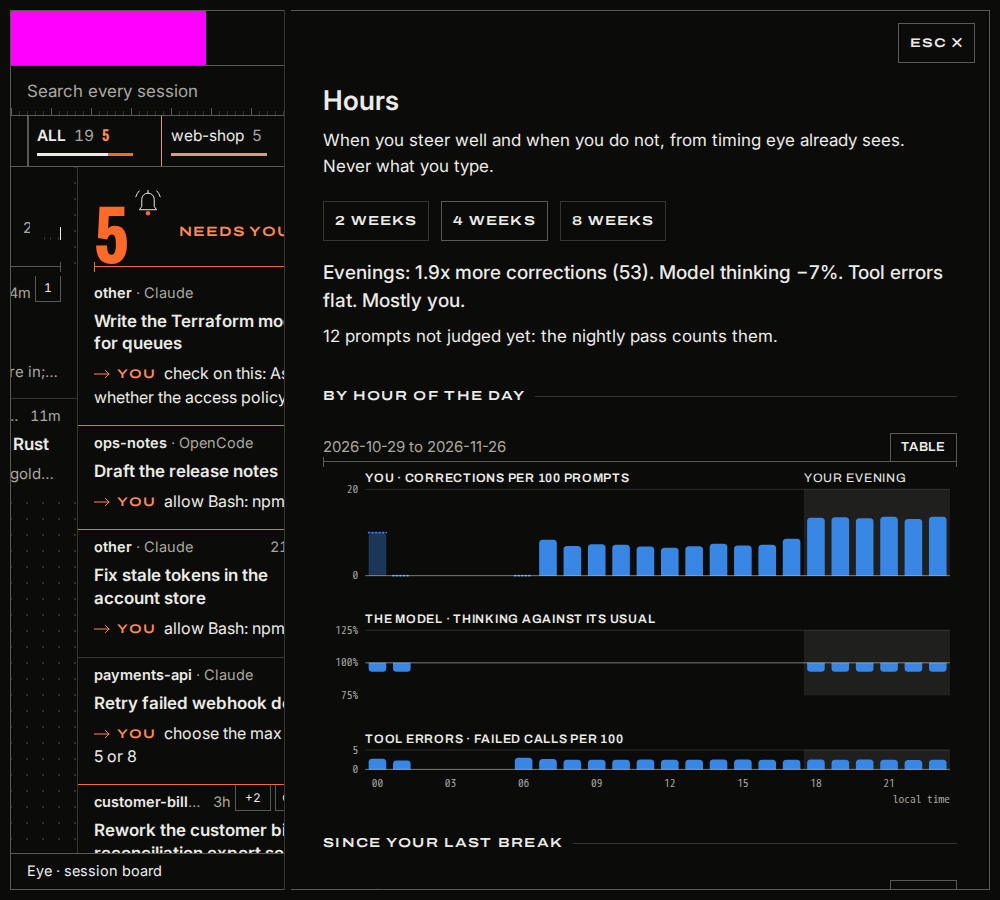 Search every session
ALL 19 5
web-shop 5
5
NEEDS YOU
other · Claude
Write the Terraform
for queues
→ YOU check on this:
whether the access policy
ops-notes · OpenCode
Draft the release notes
→ YOU allow Bash: npm
other · Claude
Fix stale tokens in the
account store
→ YOU allow Bash: npm
payments-api · Claude
Retry failed webhook
→ YOU choose the max
5 or 8
customer-bill... 3h +2
Rework the customer
4m 1
re in;...
.. 11m
Rust
gold...
Eye · session board
ESC ✕
Hours
When you steer well and when you do not, from timing eye already sees.
Never what you type.
2 WEEKS
4 WEEKS
8 WEEKS
Evenings: 1.9x more corrections (53). Model thinking −7%. Tool errors
flat. Mostly you.
12 prompts not judged yet: the nightly pass counts them.
BY HOUR OF THE DAY
2026-10-29 to 2026-11-26
TABLE
YOU · CORRECTIONS PER 100 PROMPTS
YOUR EVENING
20
0
THE MODEL · THINKING AGAINST ITS USUAL
125%
100%
75%
TOOL ERRORS · FAILED CALLS PER 100
5
0
00 03 06 09 12 15 18 21
local time
SINCE YOUR LAST BREAK